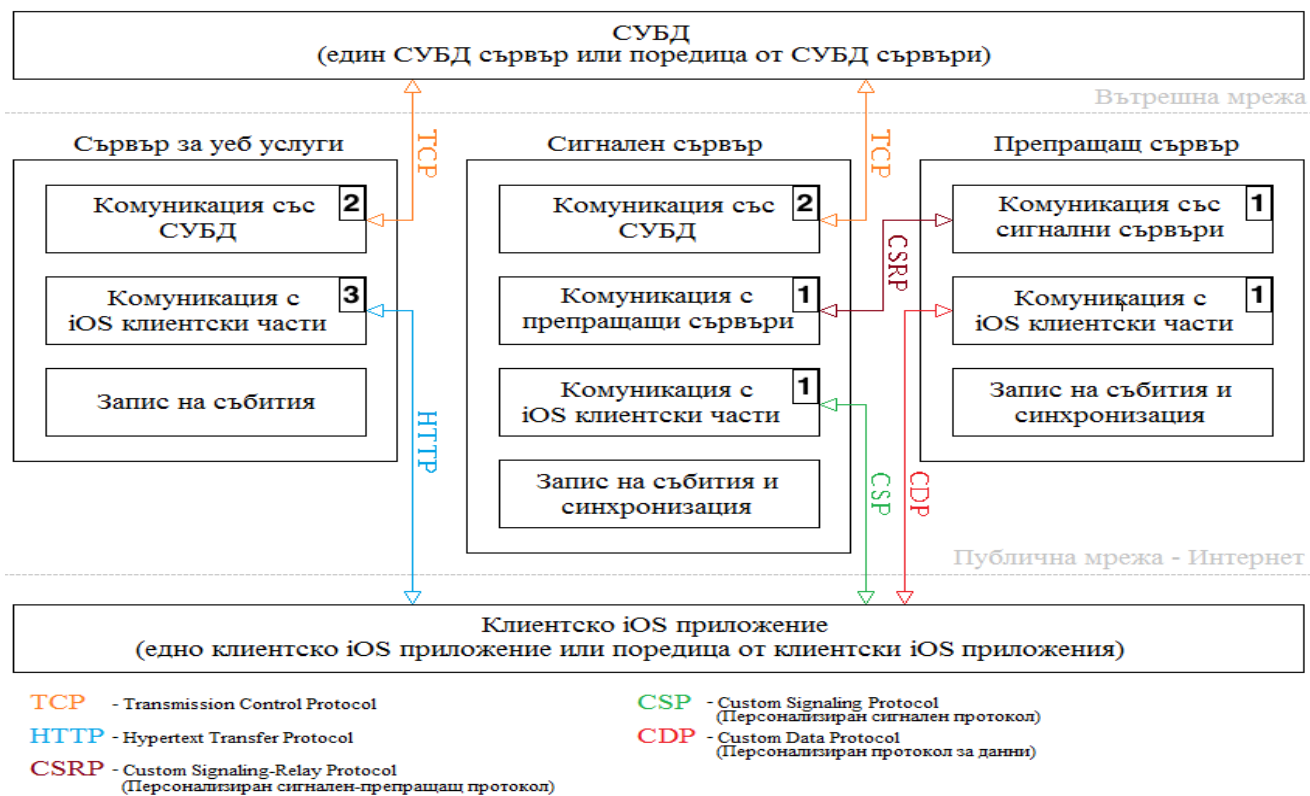 СУБД
(един СУБД сървър или поредица от СУБД сървъри)
Вътрешна мрежа
TCP
TCP
Сървър за уеб услуги
Комуникация със
СУБД
2
Комуникация с
iOS клиентски части
3
Запис на събития
HTTP
Сигнален сървър
Комуникация със
СУБД
2
Комуникация с
препращащи сървъри
1
Комуникация с
iOS клиентски части
1
Запис на събития и
синхронизация
CSRP
CSP
CDP
Препращащ сървър
Комуникация със
сигнални сървъри
1
Комуникация с
iOS клиентски части
1
Запис на събития и
синхронизация
Публична мрежа - Интернет
Клиентско iOS приложение
(едно клиентско iOS приложение или поредица от клиентски iOS приложения)
TCP - Transmission Control Protocol
HTTP - Hypertext Transfer Protocol
CSRP - Custom Signaling-Relay Protocol
(Персонализиран сигнален-препращащ протокол)
CSP - Custom Signaling Protocol
(Персонализиран сигнален протокол)
CDP - Custom Data Protocol
(Персонализиран протокол за данни)